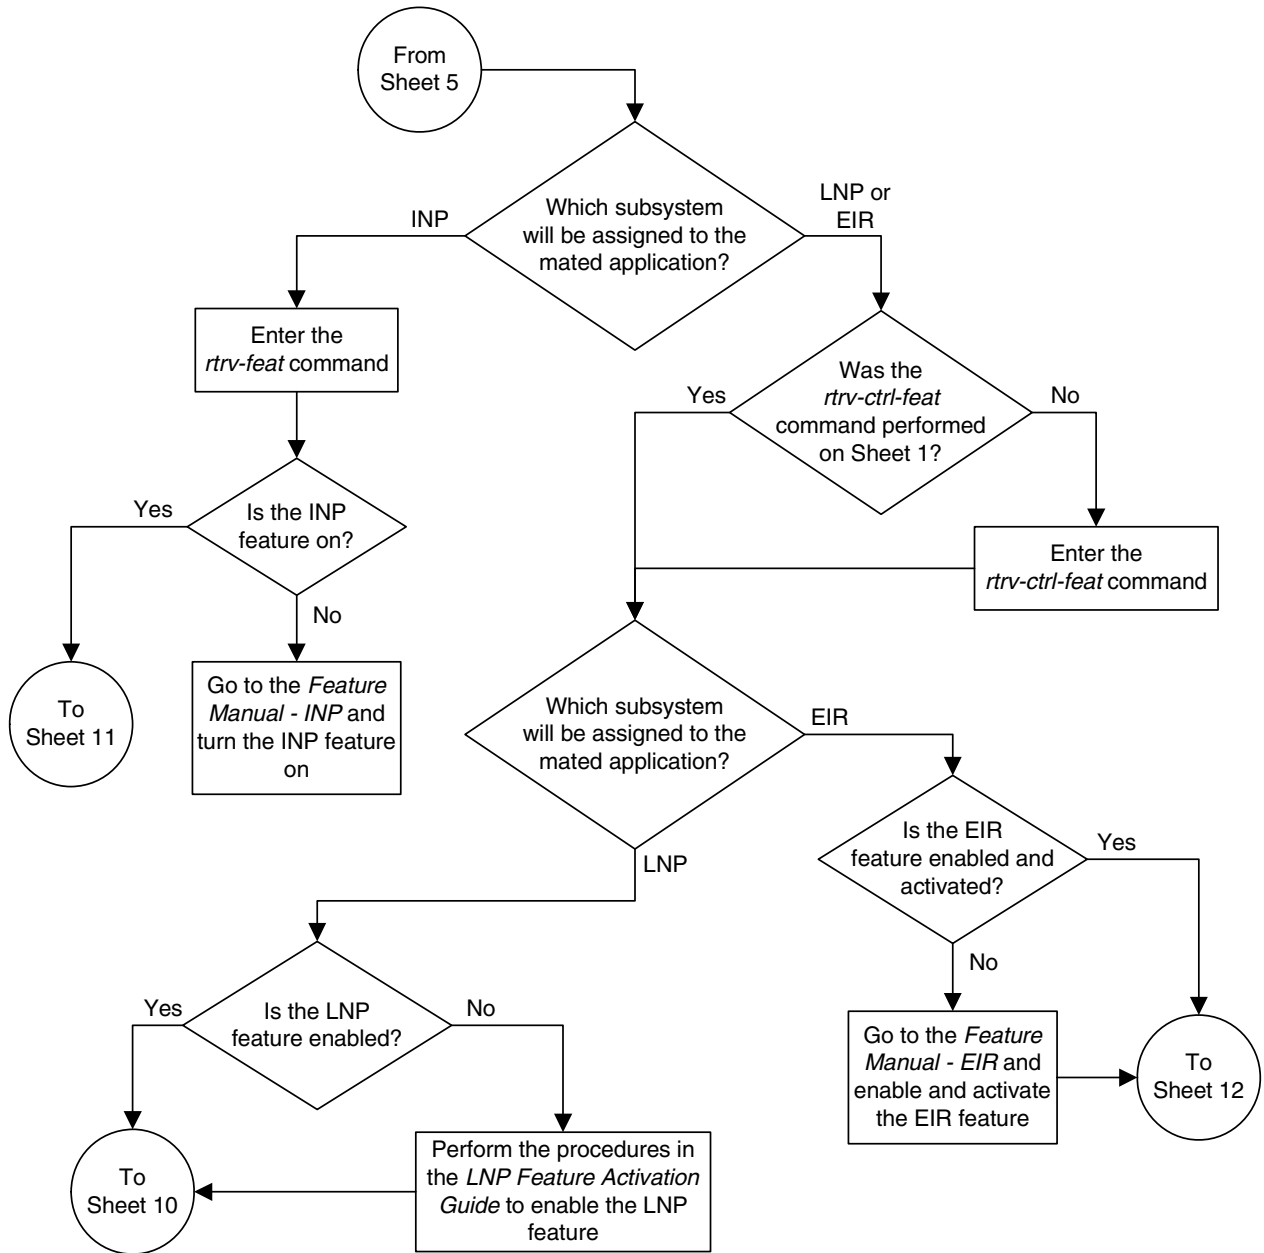 From
Sheet 5
Which subsystem
will be assigned to the
mated application?
INP
LNP or
EIR
Enter the
rtrv-feat command
Was the
rtrv-ctrl-feat
command performed
on Sheet 1?
Yes
No
Is the INP
feature on?
Yes
No
Enter the
rtrv-ctrl-feat command
To
Sheet 11
Go to the Feature
Manual - INP and
turn the INP feature
on
Which subsystem
will be assigned to the
mated application?
EIR
LNP
Is the EIR
feature enabled and
activated?
Yes
No
Is the LNP
feature enabled?
Yes
No
Go to the Feature
Manual - EIR and
enable and activate
the EIR feature
To
Sheet 12
To
Sheet 10
Perform the procedures in
the LNP Feature Activation
Guide to enable the LNP
feature